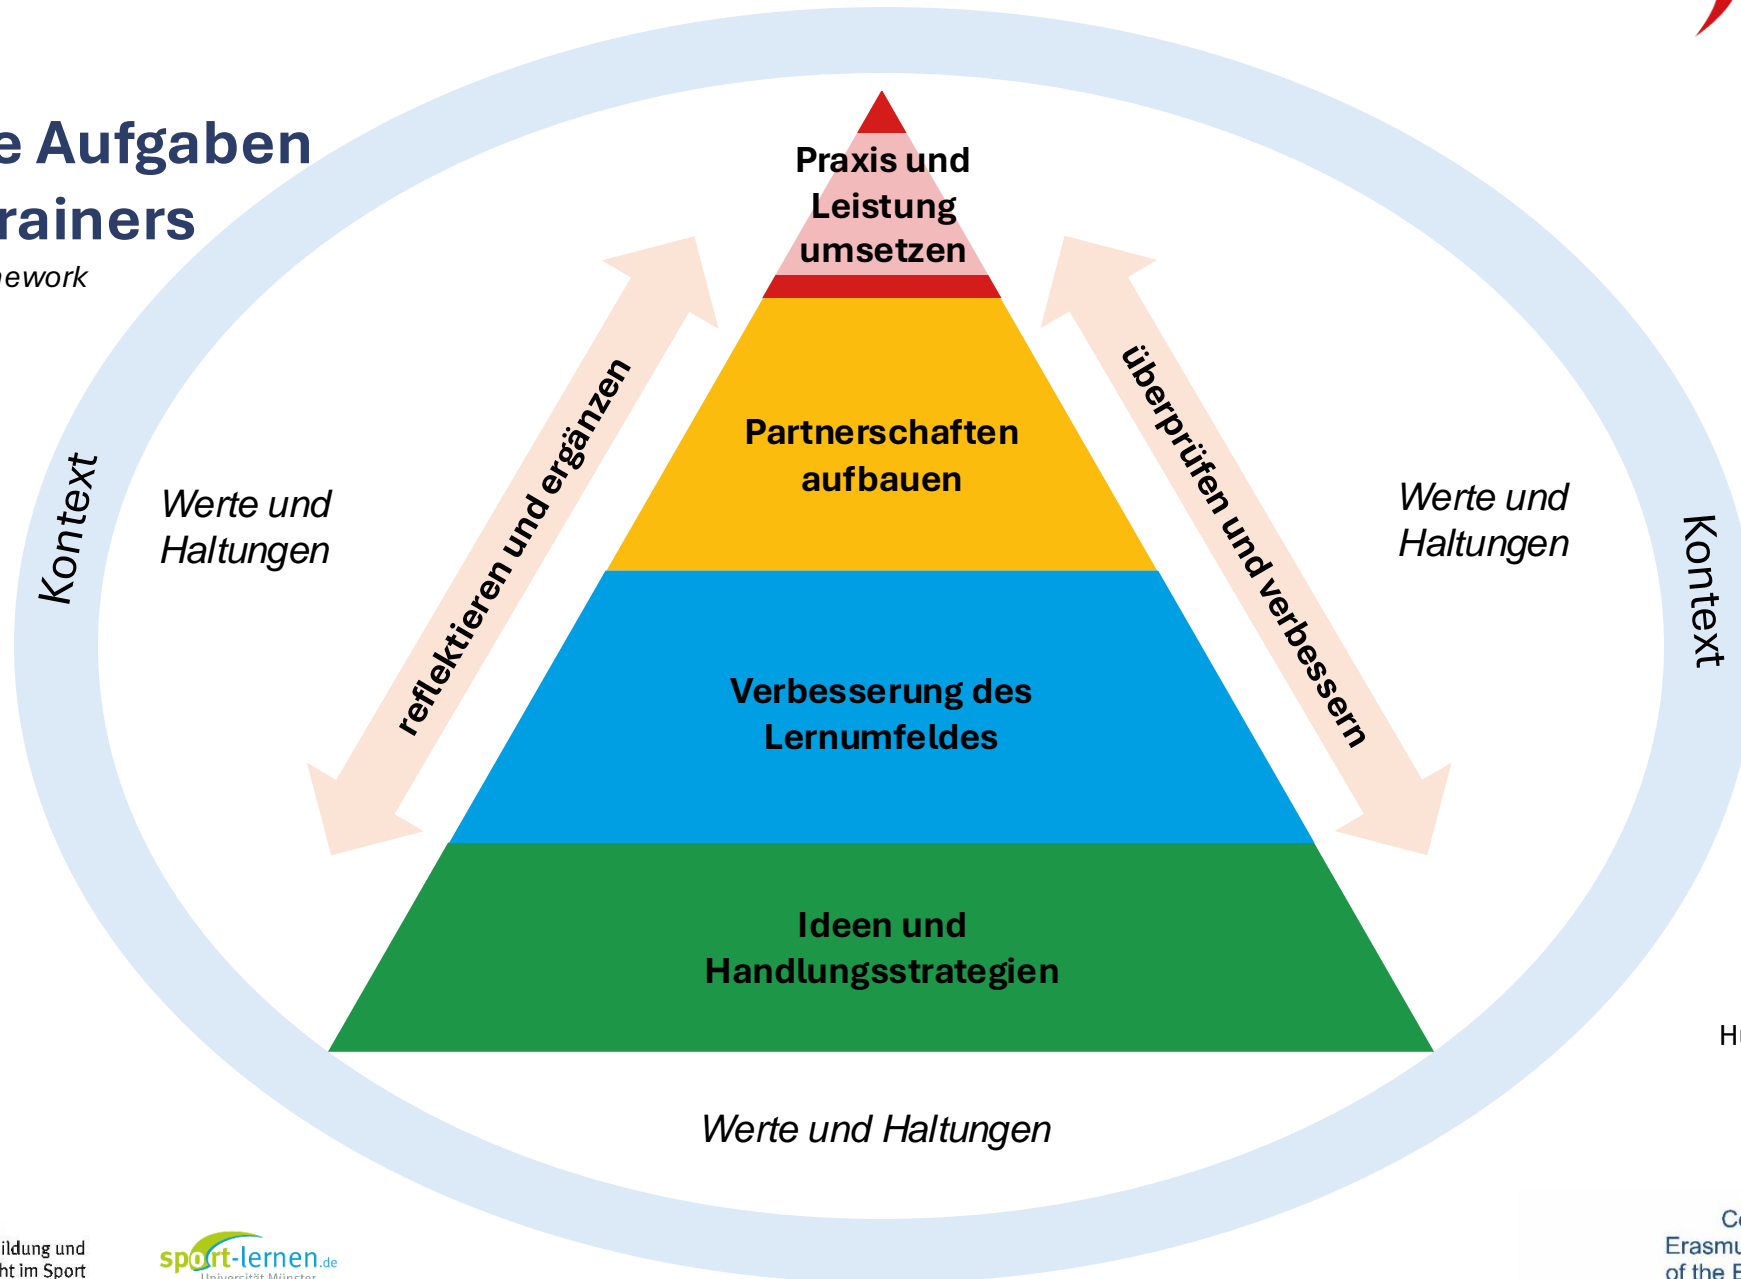 e Aufgaben
rainers
ework
Praxis und
Leistung
umsetzen
reflektieren und ergänzen
überprüfen und verbessern
Partnerschaften
aufbauen
Kontext
Werte und
Haltungen
Werte und
Haltungen
Kontext
Verbesserung des
Lernumfeldes
Ideen und
Handlungsstrategien
Werte und Haltungen
ildung und
ht im Sport
sport-lernen.de
Universität Münster
Erasmu
of the E